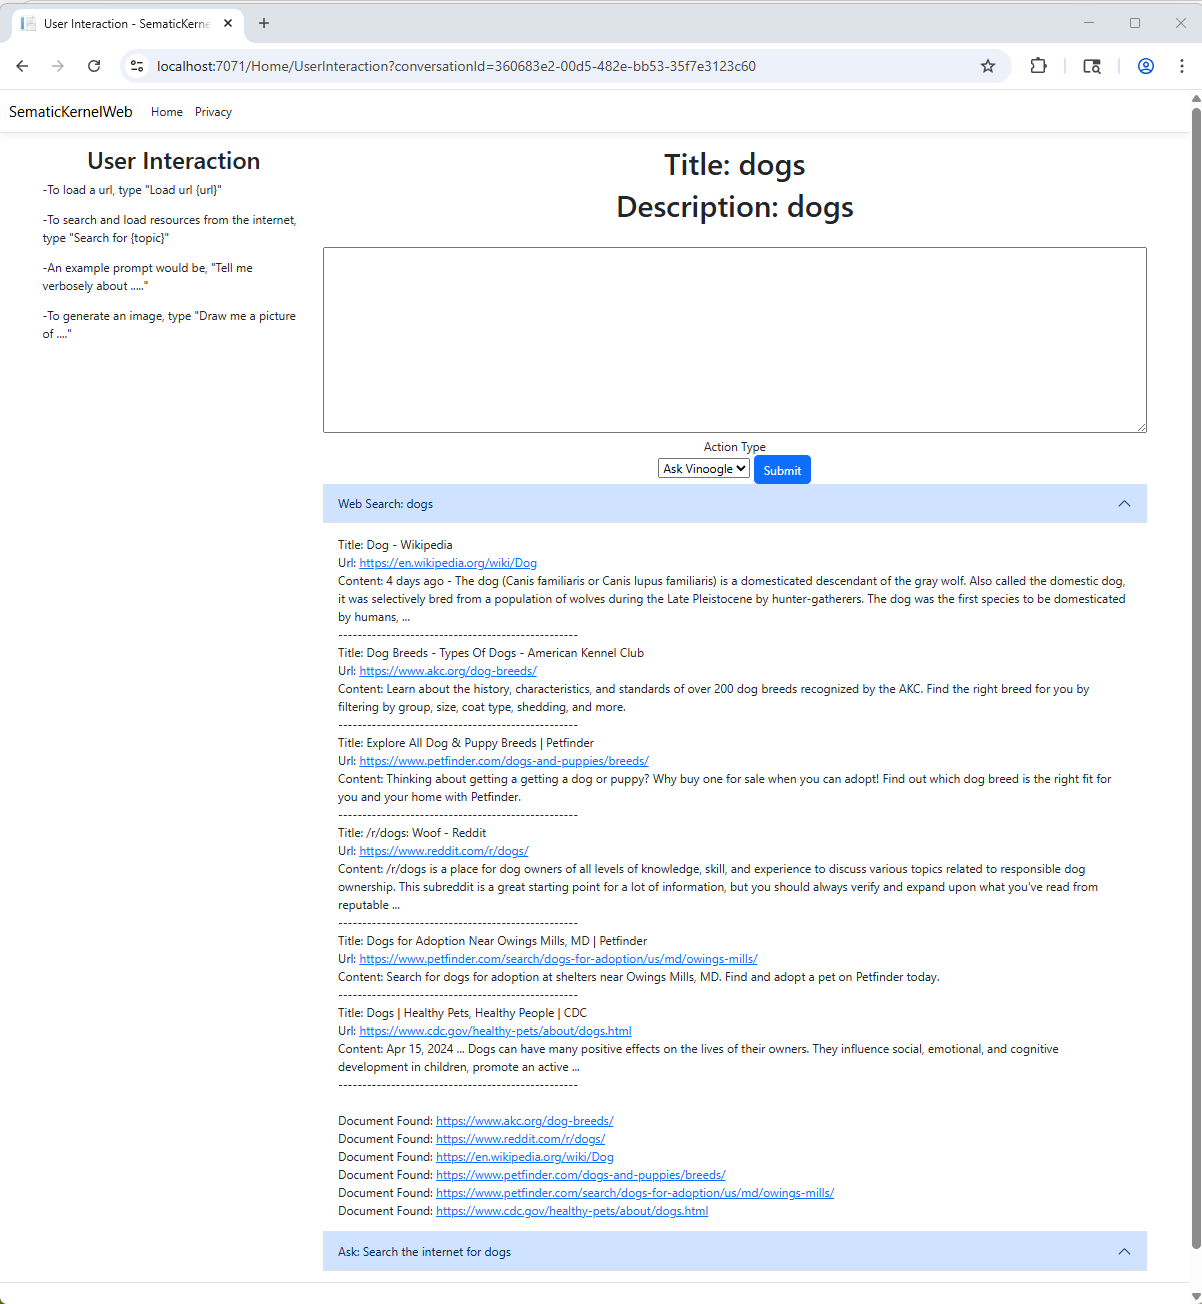 User Interaction - SematicKerne
localhost:7071/Home/UserInteraction?conversationId=360683e2-00d5-482e-bb53-35f7e3123c60
SematicKernelWeb Home Privacy
User Interaction
-To load a url, type "Load url {url}"
-To search and load resources from the internet,
type "Search for {topic}"
-An example prompt would be, "Tell me
verbosely about ....."
-To generate an image, type "Draw me a picture
of ...."
Title: dogs
Description: dogs
Action Type
Ask Vinoogle Submit
Web Search: dogs
Title: Dog - Wikipedia
Url: https://en.wikipedia.org/wiki/Dog
Content: 4 days ago - The dog (Canis familiaris or Canis lupus familiaris) is a domesticated descendant of the gray wolf. Also called the domestic dog,
it was selectively bred from a population of wolves during the Late Pleistocene by hunter-gatherers. The dog was the first species to be domesticated
by humans, ...
--------------------------------------------------
Title: Dog Breeds - Types Of Dogs - American Kennel Club
Url: https://www.akc.org/dog-breeds/
Content: Learn about the history, characteristics, and standards of over 200 dog breeds recognized by the AKC. Find the right breed for you by
filtering by group, size, coat type, shedding, and more.
--------------------------------------------------
Title: Explore All Dog & Puppy Breeds | Petfinder
Url: https://www.petfinder.com/dogs-and-puppies/breeds/
Content: Thinking about getting a getting a dog or puppy? Why buy one for sale when you can adopt! Find out which dog breed is the right fit for
you and your home with Petfinder.
--------------------------------------------------
Title: /r/dogs: Woof - Reddit
Url: https://www.reddit.com/r/dogs/
Content: /r/dogs is a place for dog owners of all levels of knowledge, skill, and experience to discuss various topics related to responsible dog
ownership. This subreddit is a great starting point for a lot of information, but you should always verify and expand upon what you've read from
reputable ...
--------------------------------------------------
Title: Dogs for Adoption Near Owings Mills, MD | Petfinder
Url: https://www.petfinder.com/search/dogs-for-adoption/us/md/owings-mills/
Content: Search for dogs for adoption at shelters near Owings Mills, MD. Find and adopt a pet on Petfinder today.
--------------------------------------------------
Title: Dogs | Healthy Pets, Healthy People | CDC
Url: https://www.cdc.gov/healthy-pets/about/dogs.html
Content: Apr 15, 2024 ... Dogs can have many positive effects on the lives of their owners. They influence social, emotional, and cognitive
development in children, promote an active ...
--------------------------------------------------
Document Found: https://www.akc.org/dog-breeds/
Document Found: https://www.reddit.com/r/dogs/
Document Found: https://en.wikipedia.org/wiki/Dog
Document Found: https://www.petfinder.com/dogs-and-puppies/breeds/
Document Found: https://www.petfinder.com/search/dogs-for-adoption/us/md/owings-mills/
Document Found: https://www.cdc.gov/healthy-pets/about/dogs.html
Ask: Search the internet for dogs